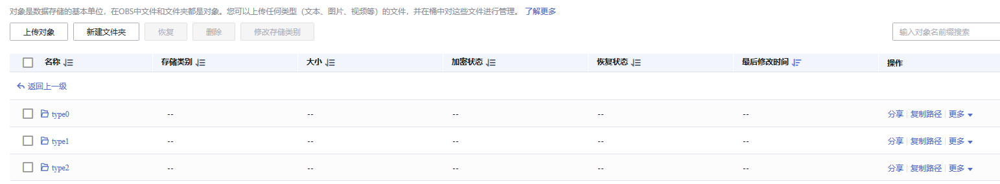 对象是数据存储的基本单位，在OBS中文件和文件夹都是对象。您可以上传任何类型（文本、图片、视频等）的文件，并在桶中对这些文件进行管理。 了解更多
上传对象 新建文件夹 恢复 删除 修改存储类别 输入对象名前缀搜索
名称 存储类别 大小 加密状态 恢复状态 最后修改时间 操作
返回上一级
type0 -- -- -- -- -- 分享 复制路径 更多
type1 -- -- -- -- -- 分享 复制路径 更多
type2 -- -- -- -- -- 分享 复制路径 更多